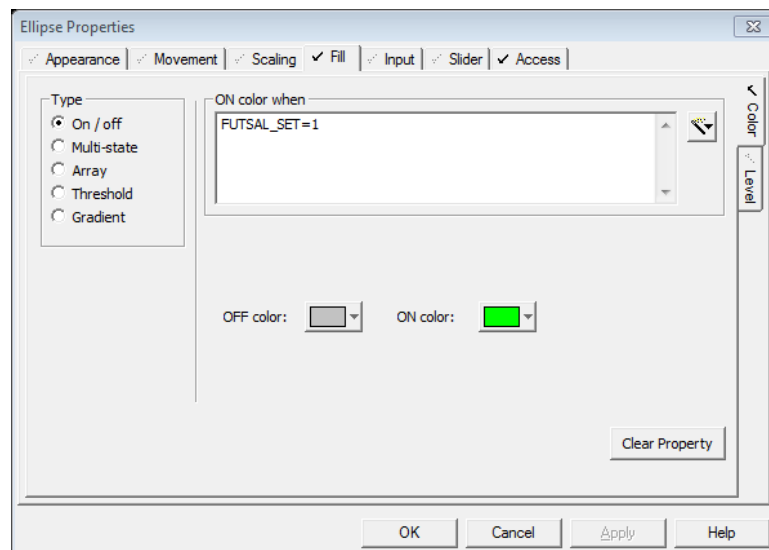 Ellipse Properties
Appearance Movement Scaling Fill Input Slider Access
Type
On / off
Multi-state
Array
Threshold
Gradient
ON color when
FUTSAL_SET=1
Color
Level
OFF color: ON color:
Clear Property
OK Cancel Apply Help